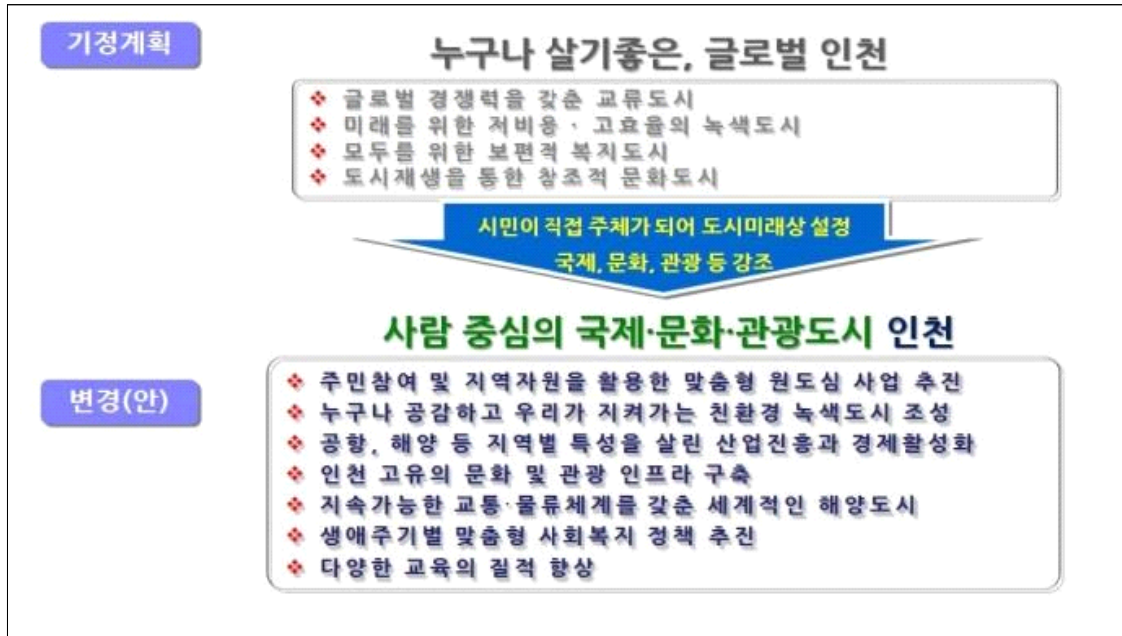 기정계획
누구나 살기좋은, 글로벌 인천
❖ 글로벌 경쟁력을 갖춘 교류도시
❖ 미래를 위한 저비용 · 고효율의 녹색도시
❖ 모두를 위한 보편적 복지도시
❖ 도시재생을 통한 창조적 문화도시
시민이 직접 주체가 되어 도시미래상 설정
국제, 문화, 관광 등 강조
사람 중심의 국제·문화·관광도시 인천
변경(안)
❖ 주민참여 및 지역자원을 활용한 맞춤형 원도심 사업 추진
❖ 누구나 공감하고 우리가 지켜가는 친환경 녹색도시 조성
❖ 공항, 해양 등 지역별 특성을 살린 산업진흥과 경제활성화
❖ 인천 고유의 문화 및 관광 인프라 구축
❖ 지속가능한 교통·물류체계를 갖춘 세계적인 해양도시
❖ 생애주기별 맞춤형 사회복지 정책 추진
❖ 다양한 교육의 질적 향상